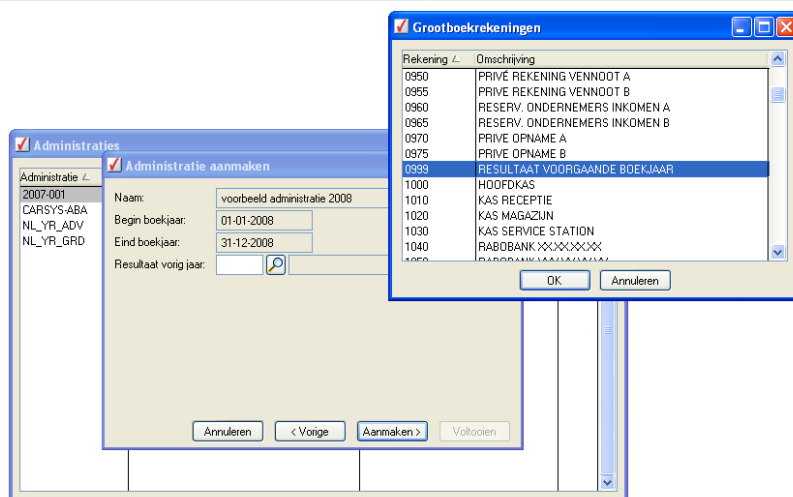 Grootboekrekeningen
Rekening Omschrijving
0950 PRIVÉ REKENING VENNOOT A
0955 PRIVE REKENING VENNOOT B
0960 RESERV. ONDERNEMERS INKOMEN A
0965 RESERV. ONDERNEMERS INKOMEN B
0970 PRIVE OPNAME A
0975 PRIVE OPNAME B
0999 RESULTAAT VOORGAANDE BOEKJAAR
1000 HOOFDKAS
1010 KAS RECEPTIE
1020 KAS MAGAZIJN
1030 KAS SERVICE STATION
1040 RABOBANK XX.XX.XX.XX
OK Annuleren
Administraties
Administratie
2007-001
CARSYS-ABA
NL_YR_ADV
NL_YR_GRD
Administratie aanmaken
Naam: voorbeeld administratie 2008
Begin boekjaar: 01-01-2008
Eind boekjaar: 31-12-2008
Resultaat vorig jaar:
Annuleren < Vorige Aanmaken > Voltooien